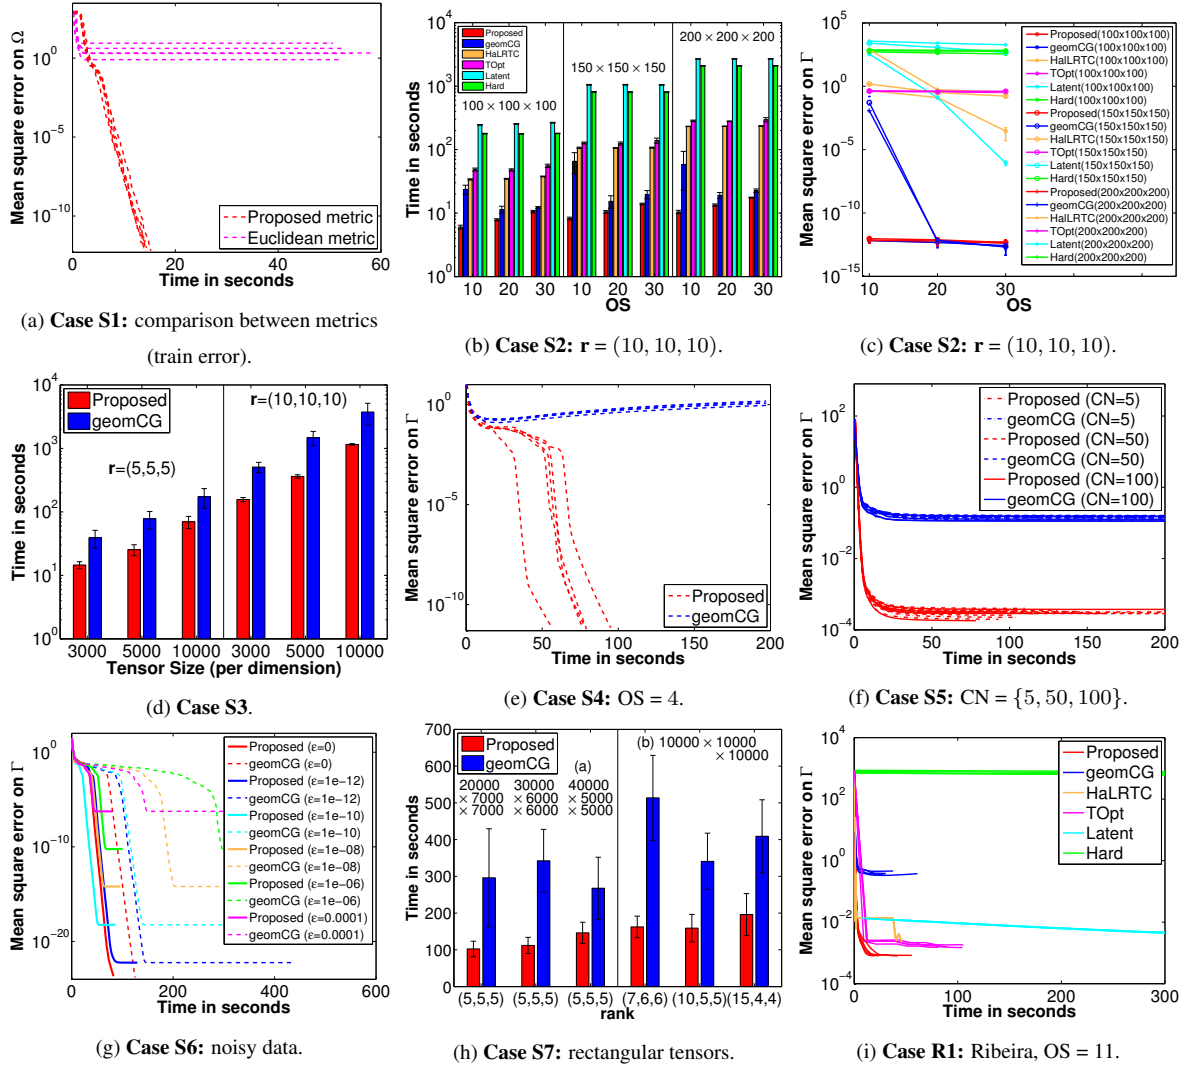 Mean square error on Ω
10^0
10^−5
10^−10
Proposed metric
Euclidean metric
0 20 40 60
Time in seconds
(a) Case S1: comparison between metrics
(train error).
Time in seconds
10^4
10^3
10^2
10^1
10^0
Proposed
geomCG
HaLRTC
TOpt
Latent
Hard
100 × 100 × 100
150 × 150 × 150
200 × 200 × 200
10 20 30 10 20 30 10 20 30
OS
(b) Case S2: r = (10, 10, 10).
Mean square error on Γ
10^5
10^0
10^−5
10^−10
10^−15
Proposed(100x100x100)
geomCG(100x100x100)
HaLRTC(100x100x100)
TOpt(100x100x100)
Latent(100x100x100)
Hard(100x100x100)
Proposed(150x150x150)
geomCG(150x150x150)
HaLRTC(150x150x150)
TOpt(150x150x150)
Latent(150x150x150)
Hard(150x150x150)
Proposed(200x200x200)
geomCG(200x200x200)
HaLRTC(200x200x200)
TOpt(200x200x200)
Latent(200x200x200)
Hard(200x200x200)
10 20 30
OS
(c) Case S2: r = (10, 10, 10).
Time in seconds
10^4
10^3
10^2
10^1
10^0
Proposed
geomCG
r=(5,5,5)
r=(10,10,10)
3000 5000 10000 3000 5000 10000
Tensor Size (per dimension)
(d) Case S3.
Mean square error on Γ
10^0
10^−5
10^−10
Proposed
geomCG
0 50 100 150 200
Time in seconds
(e) Case S4: OS = 4.
Mean square error on Γ
10^2
10^0
10^−2
10^−4
Proposed (CN=5)
geomCG (CN=5)
Proposed (CN=50)
geomCG (CN=50)
Proposed (CN=100)
geomCG (CN=100)
0 50 100 150 200
Time in seconds
(f) Case S5: CN = {5, 50, 100}.
Mean square error on Γ
10^0
10^−10
10^−20
Proposed (ε=0)
geomCG (ε=0)
Proposed (ε=1e−12)
geomCG (ε=1e−12)
Proposed (ε=1e−10)
geomCG (ε=1e−10)
Proposed (ε=1e−08)
geomCG (ε=1e−08)
Proposed (ε=1e−06)
geomCG (ε=1e−06)
Proposed (ε=0.0001)
geomCG (ε=0.0001)
0 200 400 600
Time in seconds
(g) Case S6: noisy data.
Time in seconds
700
600
500
400
300
200
100
0
Proposed
geomCG
(a)
20000 ×7000 ×7000
30000 ×6000 ×6000
40000 ×5000 ×5000
(b) 10000 × 10000
× 10000
(5,5,5) (5,5,5) (5,5,5) (7,6,6) (10,5,5) (15,4,4)
rank
(h) Case S7: rectangular tensors.
Mean square error on Γ
10^4
10^2
10^0
10^−2
10^−4
Proposed
geomCG
HaLRTC
TOpt
Latent
Hard
0 100 200 300
Time in seconds
(i) Case R1: Ribeira, OS = 11.